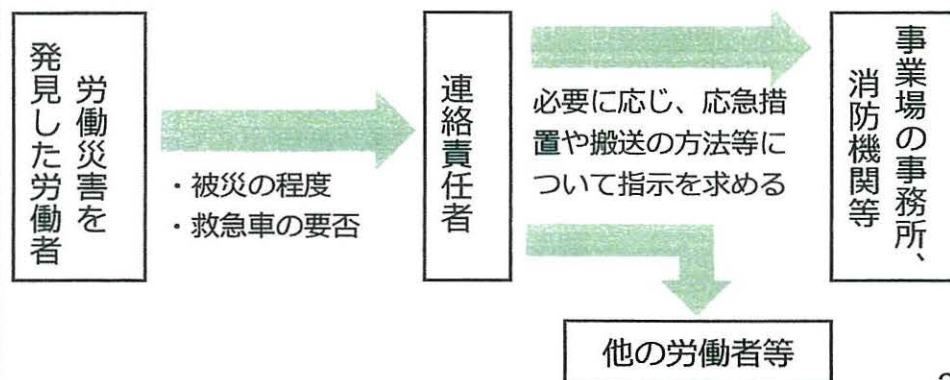 労働災害を
発見した労働者
・被災の程度
・救急車の要否
連絡責任者
必要に応じ、応急措
置や搬送の方法等に
ついて指示を求める
事業場の事務所、
消防機関等
他の労働者等